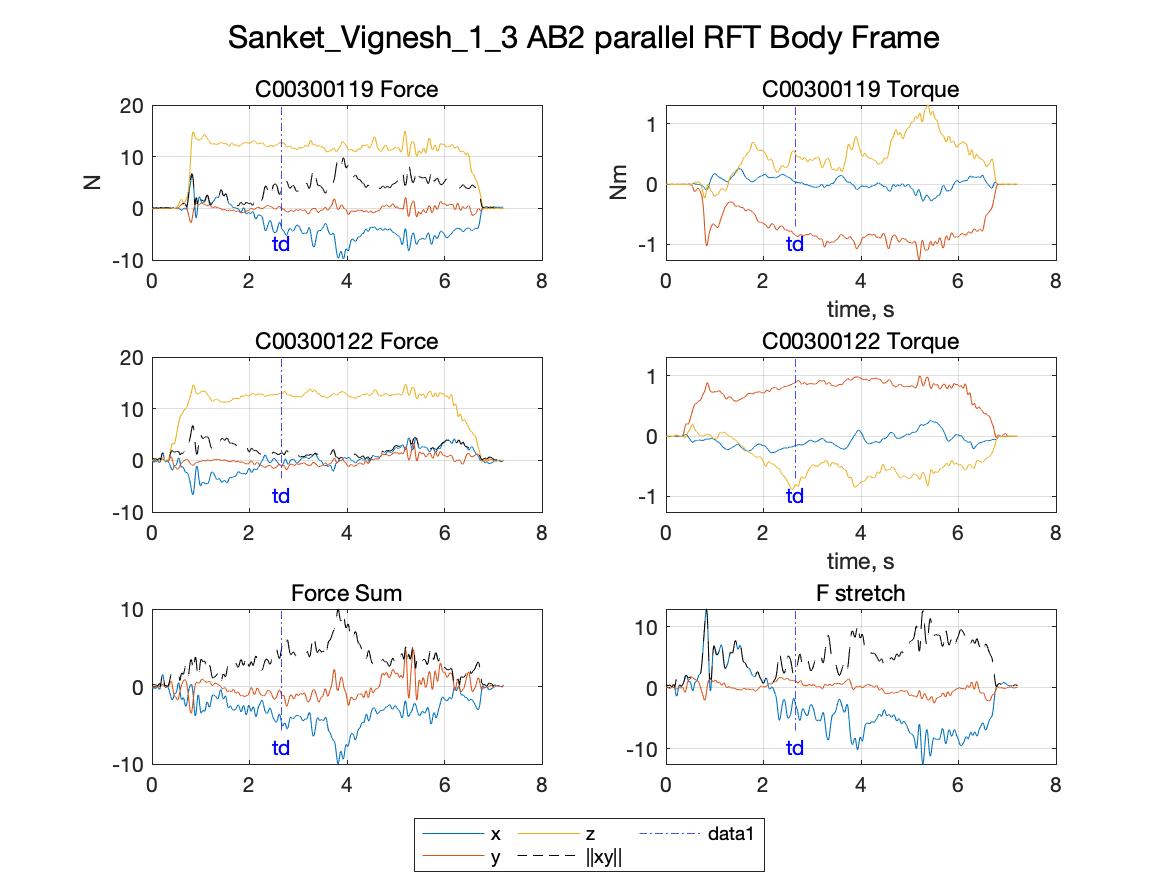 Sanket_Vignesh_1_3 AB2 parallel RFT Body Frame
C00300119 Force
20
10
0
-10
N
td
0 2 4 6 8
C00300119 Torque
1
0
-1
Nm
td
0 2 4 6 8
time, s
C00300122 Force
20
10
0
-10
td
0 2 4 6 8
C00300122 Torque
1
0
-1
td
0 2 4 6 8
time, s
Force Sum
10
0
-10
td
0 2 4 6 8
F stretch
10
0
-10
td
0 2 4 6 8
x z data1
y ||xy||